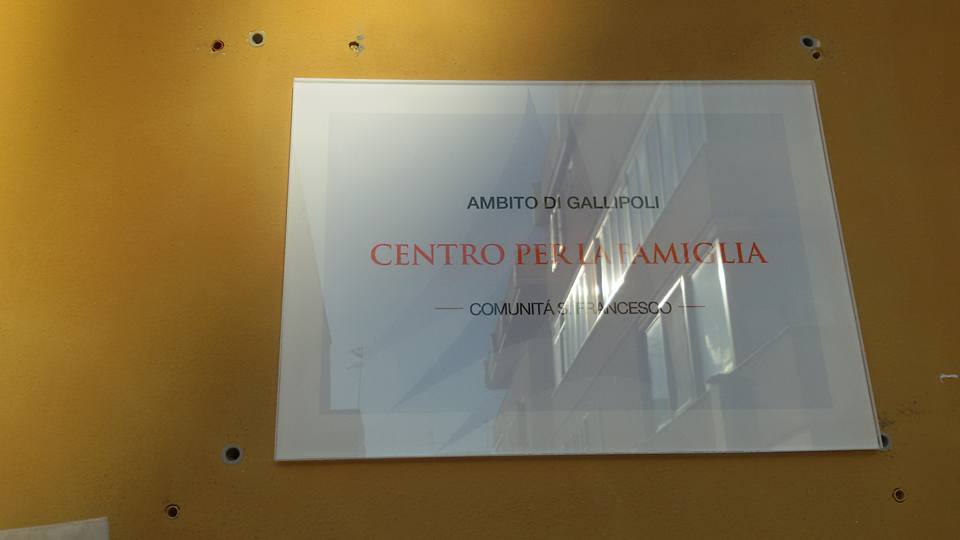 AMBITO DI GALLIPOLI
CENTRO PER LA FAMIGLIA
COMUNITÁ S. FRANCESCO